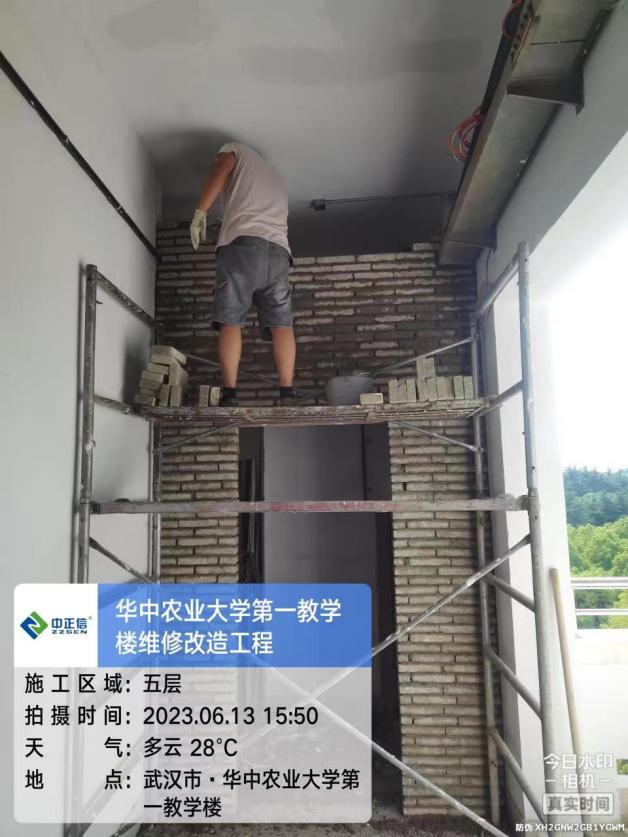 中正信
ZZSEN
华中农业大学第一教学
楼维修改造工程
施工区域：五层
拍摄时间：2023.06.13 15:50
天气：多云 28°C
地点：武汉市·华中农业大学第
一教学楼
今日水印
相机
真实时间
防伪 XH2GNW2GB1YGWM